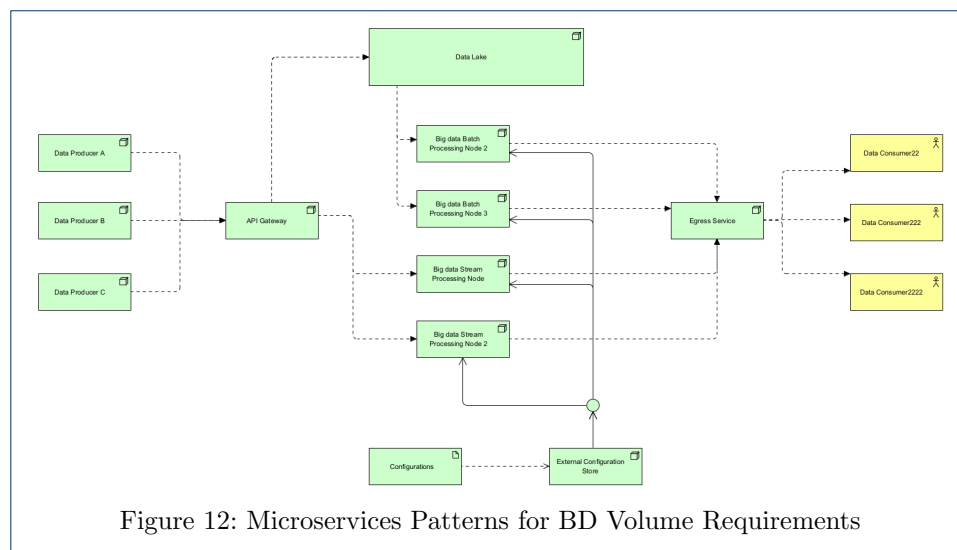 Data Lake
Big data Batch
Processing Node 2
Data Producer A
Data Consumer22
Big data Batch
Processing Node 3
Data Producer B
API Gateway
Egress Service
Data Consumer222
Big data Stream
Processing Node
Data Producer C
Data Consumer2222
Big data Stream
Processing Node 2
Configurations
External Configuration
Store
Figure 12: Microservices Patterns for BD Volume Requirements